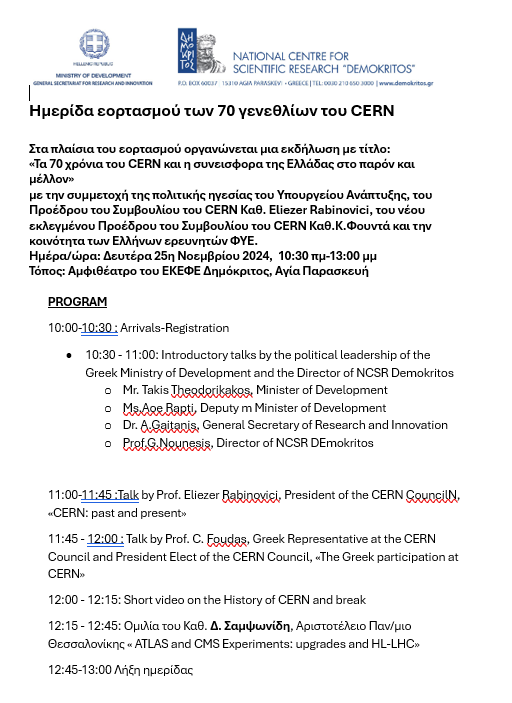 ΔΗΜΟΚΡΙΤΟΣ
HELLENIC REPUBLIC
MINISTRY OF DEVELOPMENT
GENERAL SECRETARIAT FOR RESEARCH AND INNOVATION
NATIONAL CENTRE FOR
SCIENTIFIC RESEARCH “DEMOKRITOS”
P.O. BOX 60037 15310 AGIA PARASKEVI - GREECE | TEL: 0030 210 650 3000 | www.demokritos.gr
Ημερίδα εορτασμού των 70 γενεθλίων του CERN
Στα πλαίσια του εορτασμού οργανώνεται μια εκδήλωση με τίτλο:
«Τα 70 χρόνια του CERN και η συνεισφορα της Ελλάδας στο παρόν και
μέλλον»
με την συμμετοχή της πολιτικής ηγεσίας του Υπουργείου Ανάπτυξης, του
Προέδρου του Συμβουλίου του CERN Καθ. Eliezer Rabinovici, του νέου
εκλεγμένου Προέδρου του Συμβουλίου του CERN Καθ.Κ.Φουντά και την
κοινότητα των Ελλήνων ερευνητών ΦΥΕ.
Ημέρα/ώρα: Δευτέρα 25η Νοεμβρίου 2024, 10:30 πμ-13:00 μμ
Τόπος: Αμφιθέατρο του ΕΚΕΦΕ Δημόκριτος, Αγία Παρασκευή
PROGRAM
10:00-10:30 : Arrivals-Registration
• 10:30 - 11:00: Introductory talks by the political leadership of the
Greek Ministry of Development and the Director of NCSR Demokritos
o Mr. Takis Theodorikakos, Minister of Development
o Ms.Aoe Rapti, Deputy m Minister of Development
o Dr. A.Gaitanis, General Secretary of Research and Innovation
o Prof.G.Nounesis, Director of NCSR DEmokritos
11:00-11:45 :Talk by Prof. Eliezer Rabinovici, President of the CERN CouncilN,
«CERN: past and present»
11:45 - 12:00 : Talk by Prof. C. Foudas, Greek Representative at the CERN
Council and President Elect of the CERN Council, «The Greek participation at
CERN»
12:00 - 12:15: Short video on the History of CERN and break
12:15 - 12:45: Ομιλία του Καθ. Δ. Σαμψωνίδη, Αριστοτέλειο Παν/μιο
Θεσσαλονίκης « ATLAS and CMS Experiments: upgrades and HL-LHC»
12:45-13:00 Λήξη ημερίδας